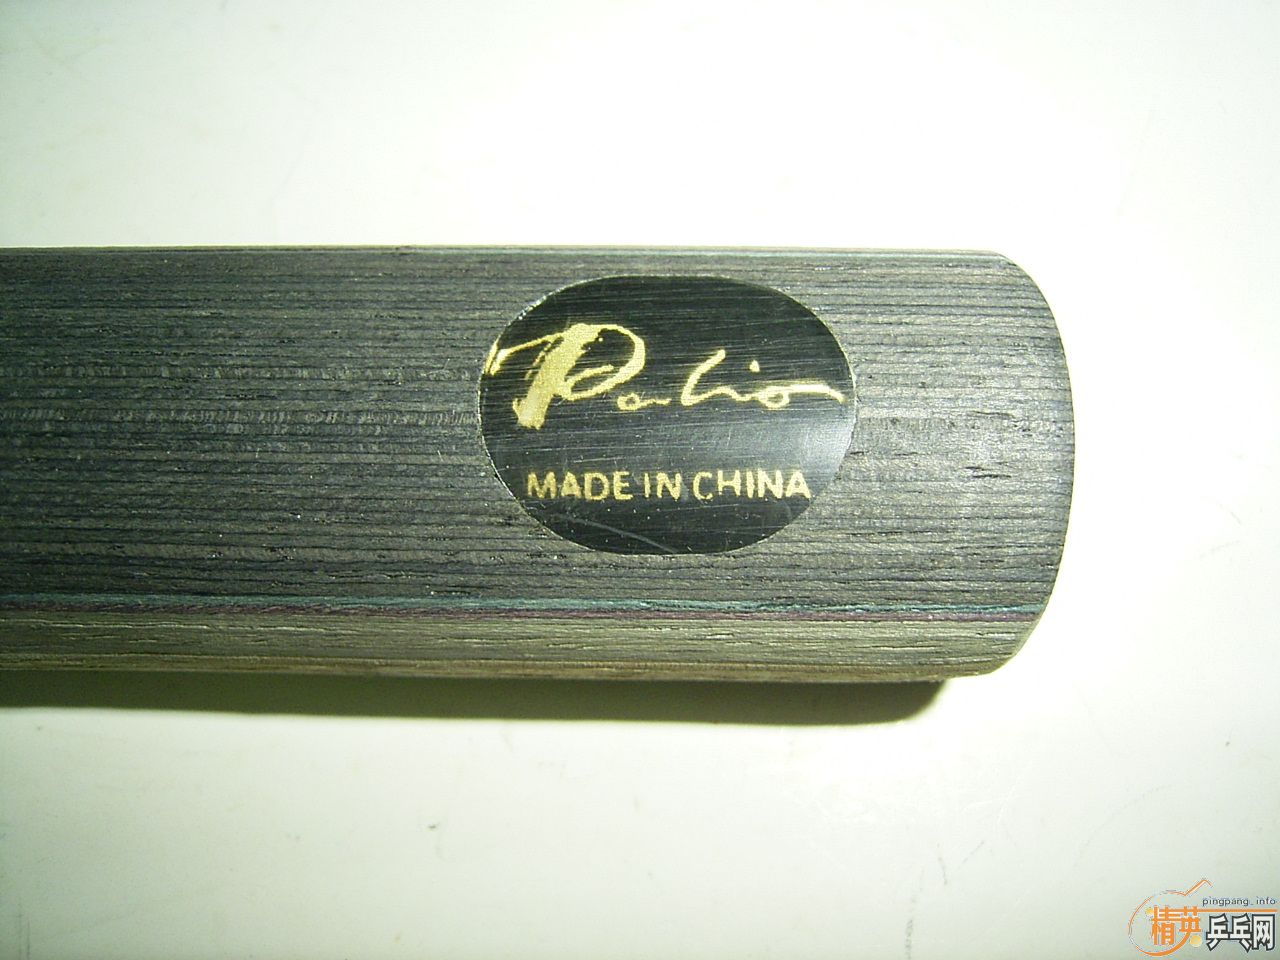 Palio
MADE IN CHINA
pingpang.info
精英乒乓网